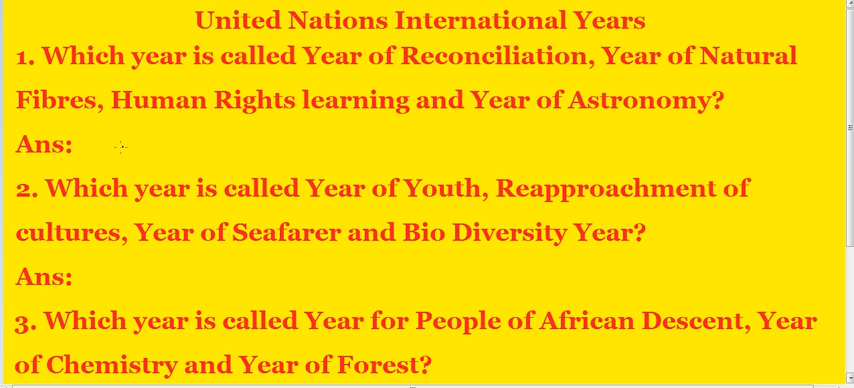 United Nations International Years
1. Which year is called Year of Reconciliation, Year of Natural
Fibres, Human Rights learning and Year of Astronomy?
Ans:
2. Which year is called Year of Youth, Reapproachment of
cultures, Year of Seafarer and Bio Diversity Year?
Ans:
3. Which year is called Year for People of African Descent, Year
of Chemistry and Year of Forest?